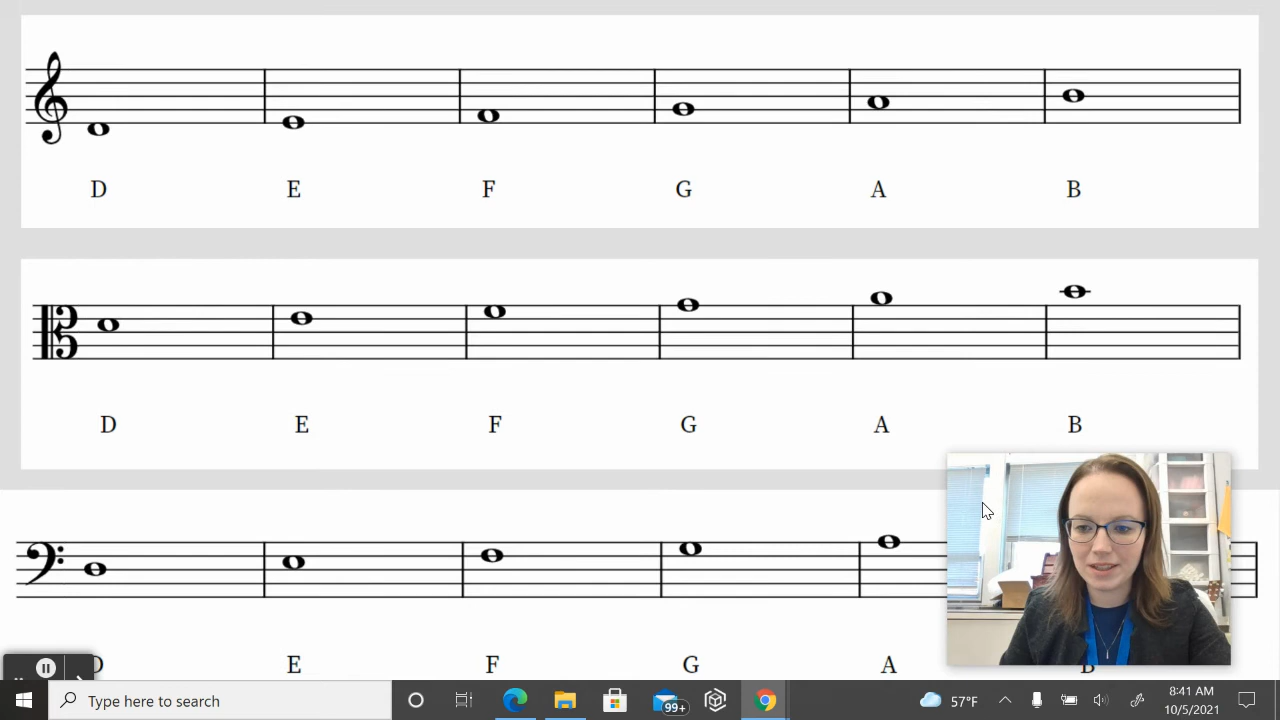 D E F G A B
D E F G A B
D E F G A B
Type here to search
99+
57°F
8:41 AM
10/5/2021